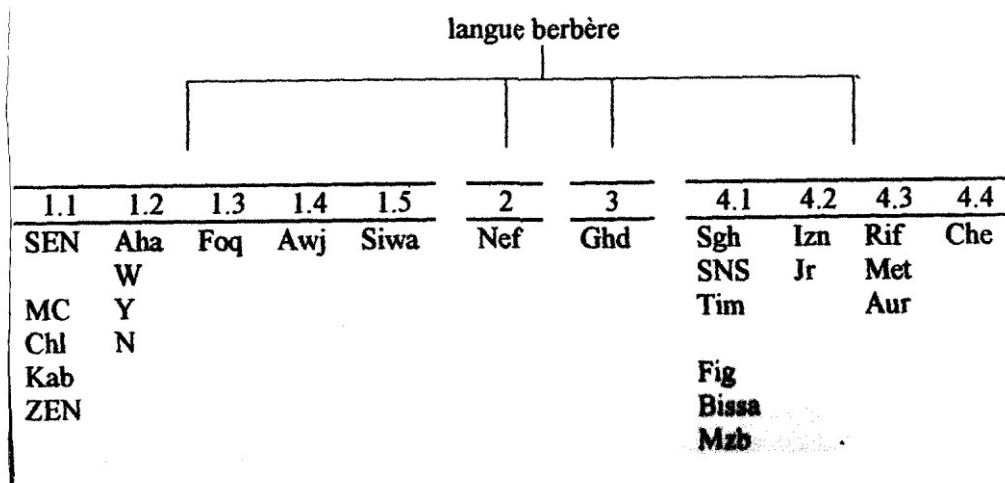 langue berbère
1.1 1.2 1.3 1.4 1.5 2 3 4.1 4.2 4.3 4.4
SEN Aha Foq Awj Siwa Nef Ghd Sgh Izn Rif Che
W SNS Jr Met
MC Y Tim Aur
Chl N
Kab Fig
ZEN Bissa
Mzb